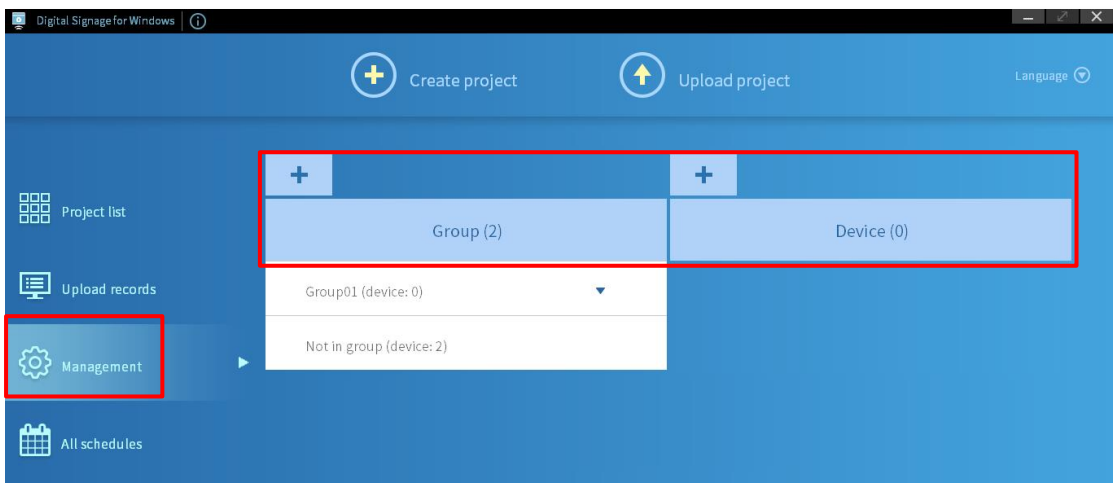 Digital Signage for Windows
Create project
Upload project
Language
Project list
Upload records
Management
All schedules
+
+
Group (2)
Device (0)
Group01 (device: 0)
Not in group (device: 2)